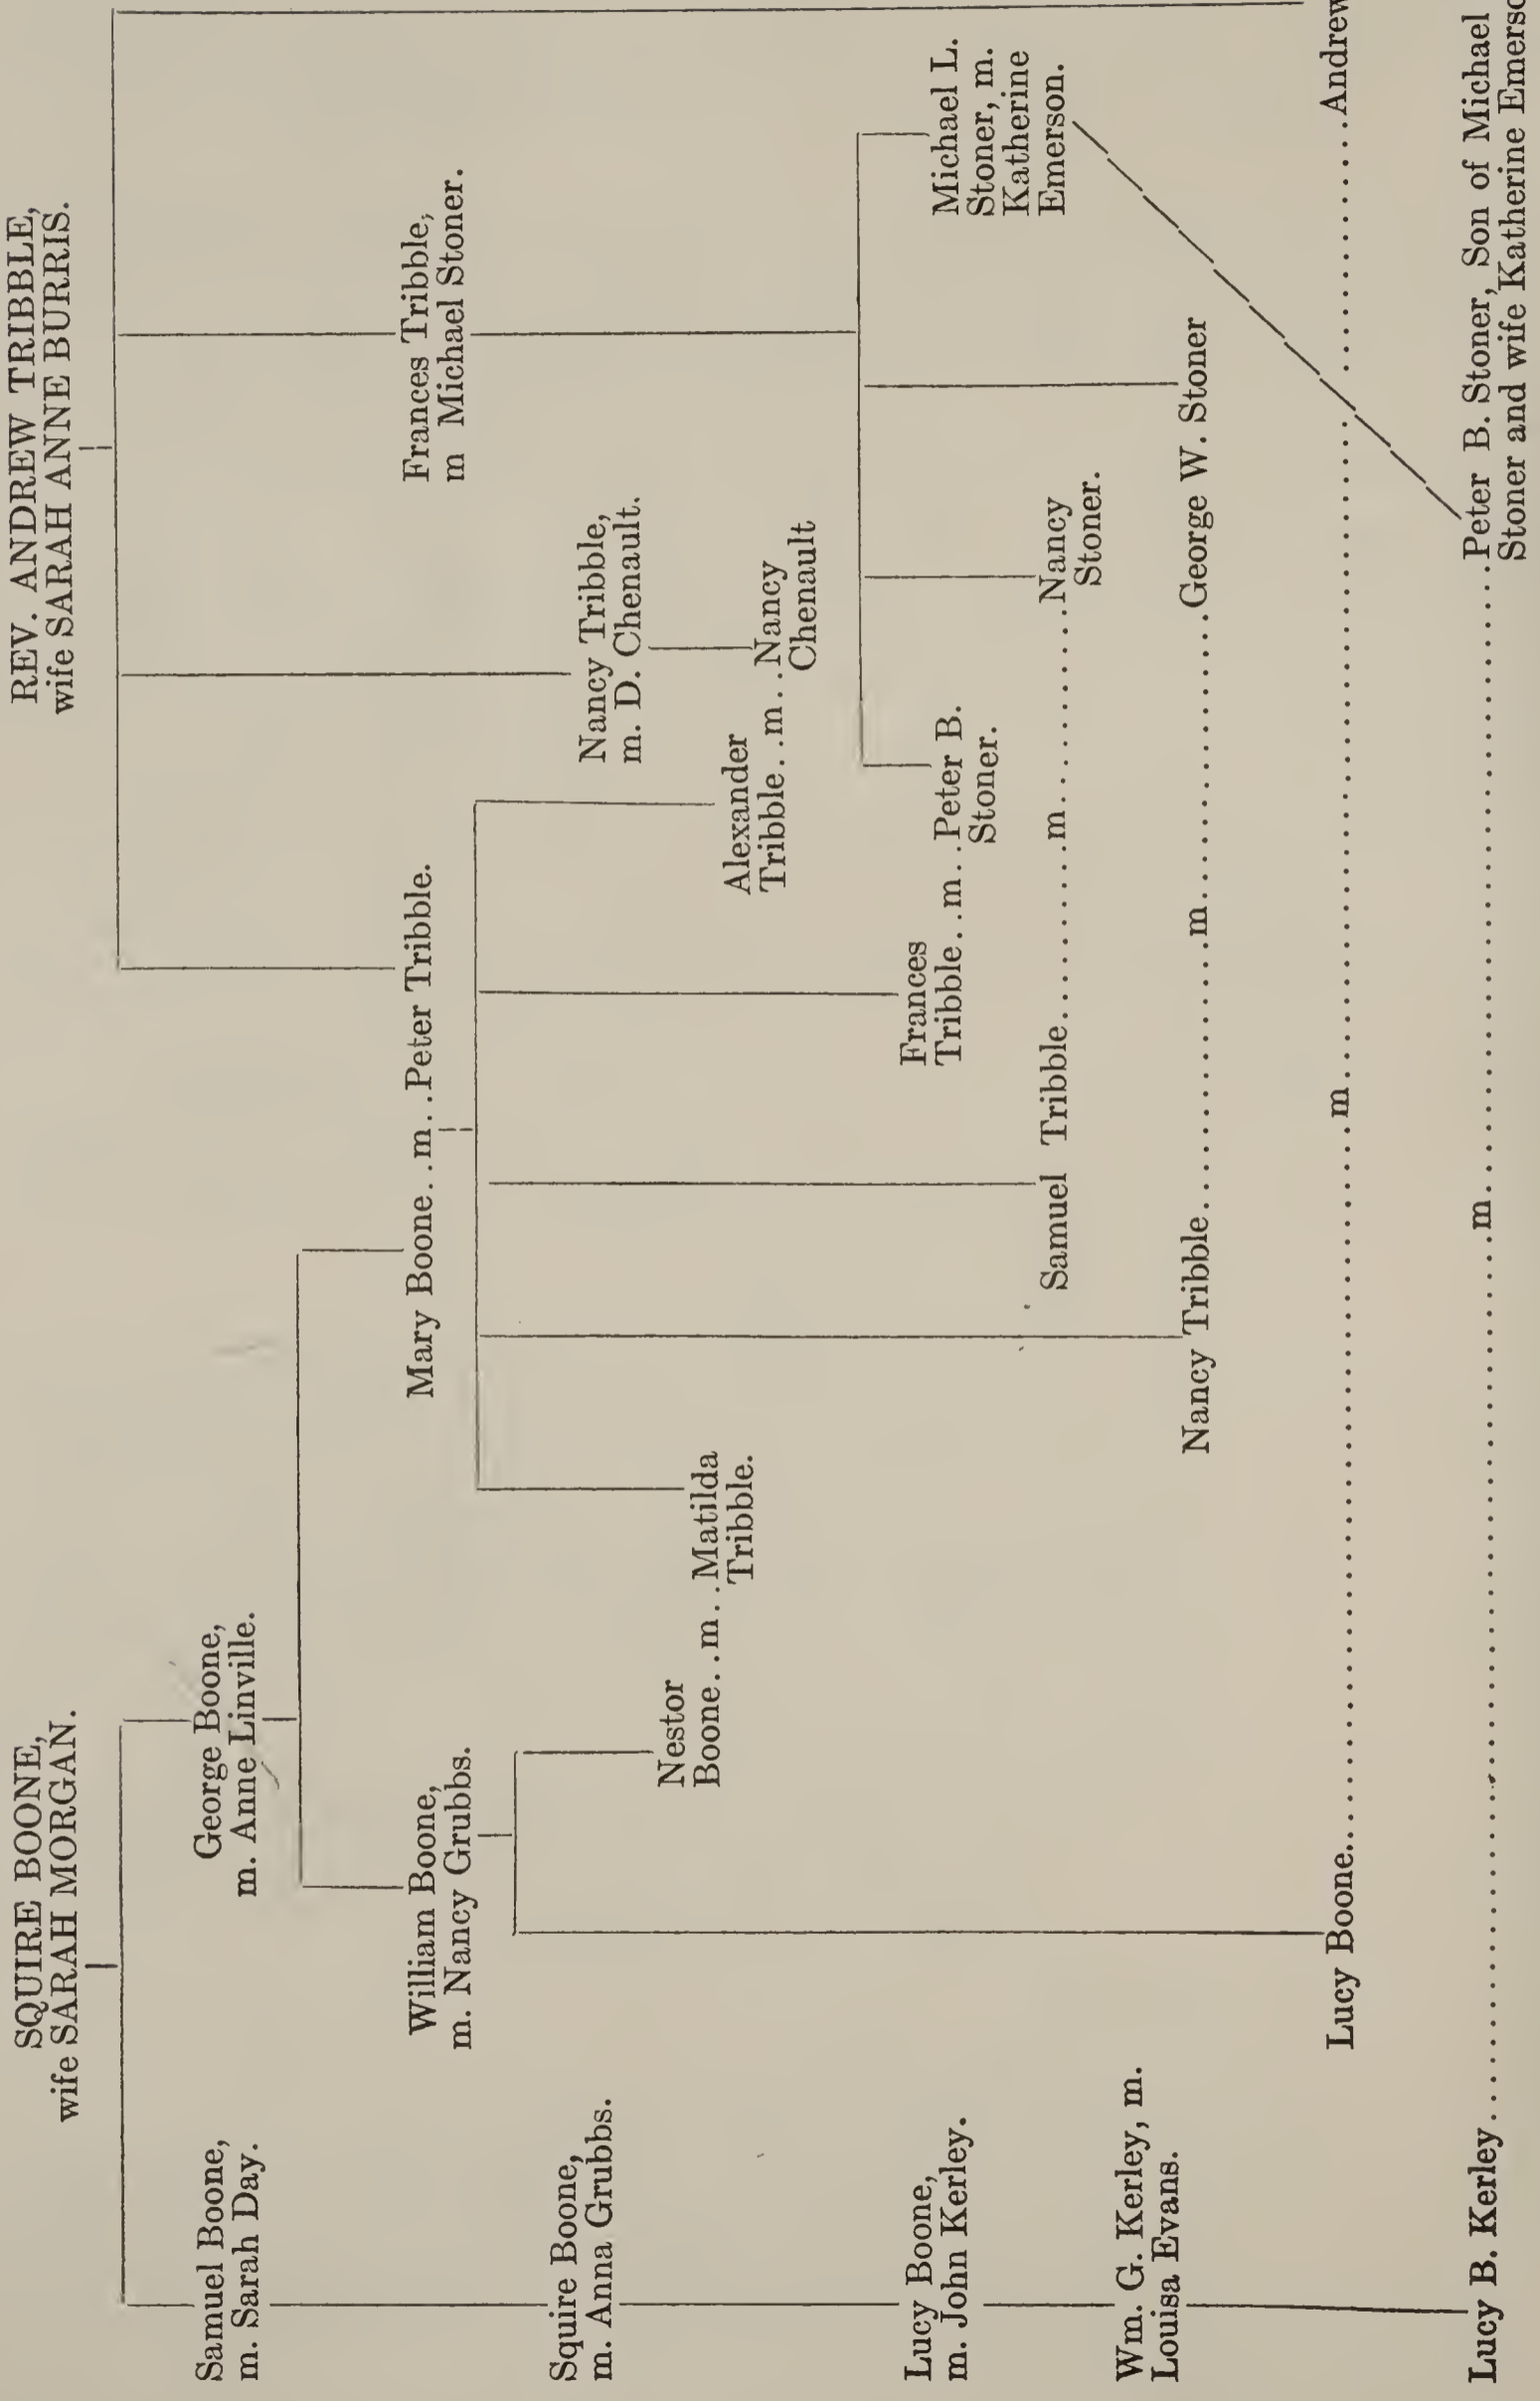 SQUIRE BOONE,
wife SARAH MORGAN.
REV. ANDREW TRIBBLE,
wife SARAH ANNE BURRIS.
Samuel Boone,
m. Sarah Day.
George Boone,
m. Anne Linville.
William Boone,
m. Nancy Grubbs.
Mary Boone..m..Peter Tribble.
Frances Tribble,
m Michael Stoner.
Squire Boone,
m. Anna Grubbs.
Nancy Tribble,
m. D. Chenault.
Nestor
Boone..m..Matilda
Tribble.
Alexander
Tribble..m..Nancy
Chenault
Lucy Boone,
m. John Kerley.
Frances
Tribble..m..Peter B.
Stoner.
Michael L.
Stoner, m.
Katherine
Emerson.
Samuel Tribble..........m..........Nancy
Stoner.
Wm. G. Kerley, m.
Louisa Evans.
Nancy Tribble..................m..................George W. Stoner
Lucy Boone............................................m............................................Andrew
Lucy B. Kerley............................................m............................................Peter B. Stoner, Son of Michael
Stoner and wife Katherine Emerso